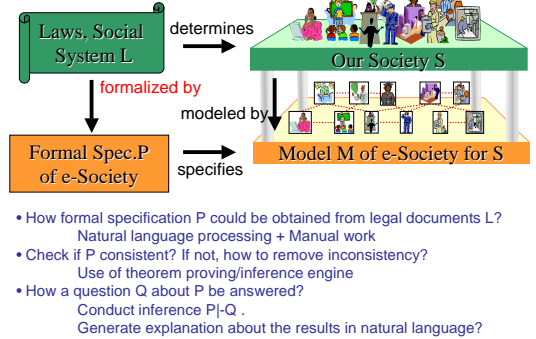 Laws, Social
System L
determines
Our Society S
formalized by
modeled by
Formal Spec.P
of e-Society
specifies
Model M of e-Society for S
• How formal specification P could be obtained from legal documents L?
Natural language processing + Manual work
• Check if P consistent? If not, how to remove inconsistency?
Use of theorem proving/inference engine
• How a question Q about P be answered?
Conduct inference P|-Q .
Generate explanation about the results in natural language?